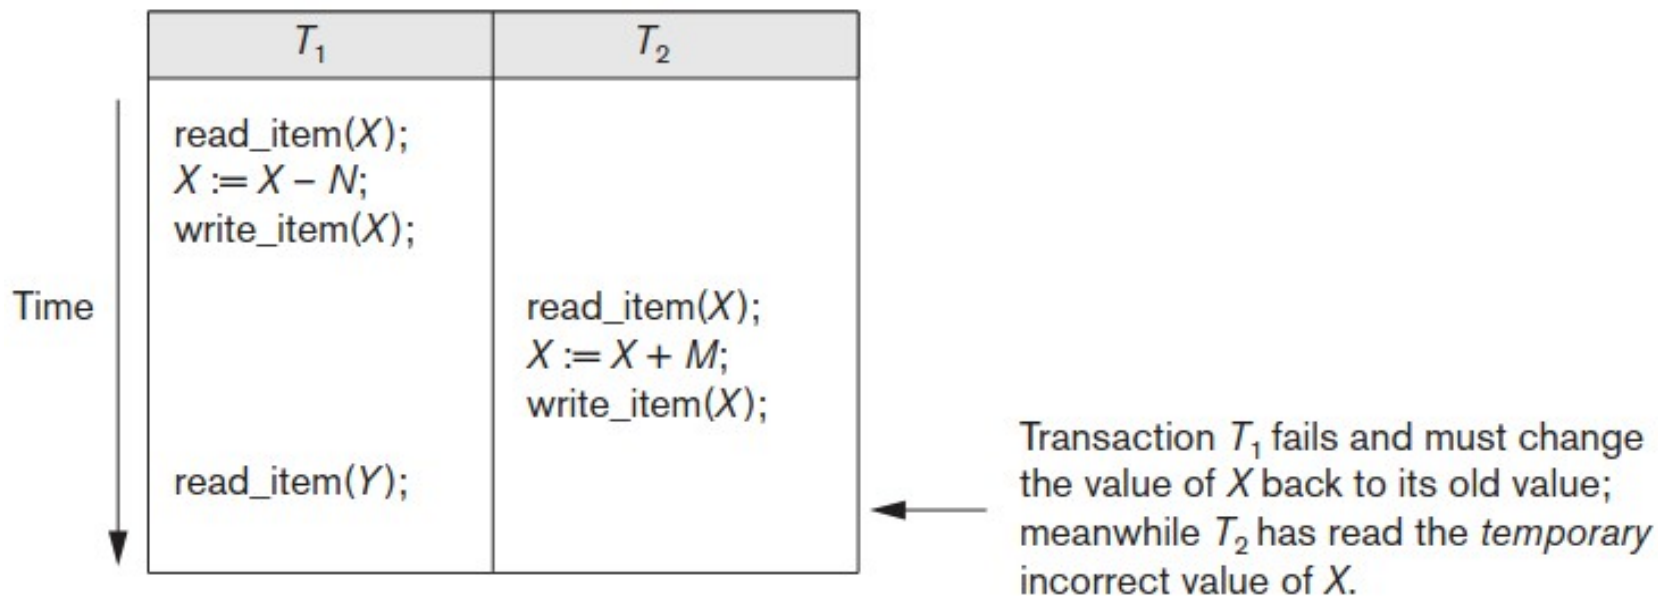 T₁ T₂
read_item(X);
X := X – N;
write_item(X);
Time
read_item(X);
X := X + M;
write_item(X);
read_item(Y);
Transaction T₁ fails and must change
the value of X back to its old value;
meanwhile T₂ has read the temporary
incorrect value of X.